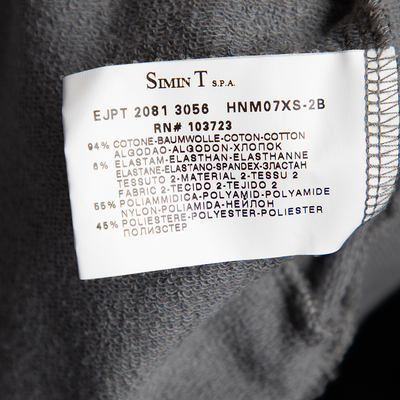 SIMIN T S.P.A.
EJPT 2081 3056 HNM07XS-2B
RN# 103723
94% COTONE-BAUMWOLLE-COTON-COTTON
ALGODAO-ALGODON-ХЛОПОК
6% ELASTAM-ELASTHAN-ELASTHANNE
ELASTANE-ELASTANO-SPANDEX-ЭЛАСТАН
TESSUTO 2-MATERIAL 2-TESSU 2
FABRIC 2-TECIDO 2-TEJIDO 2
55% POLIAMMIDICA-POLYAMID-POLYAMIDE
NYLON-POLIAMIDA-НЕЙЛОН
45% POLIESTERE-POLYESTER-POLIESTER
ПОЛИЭСТЕР